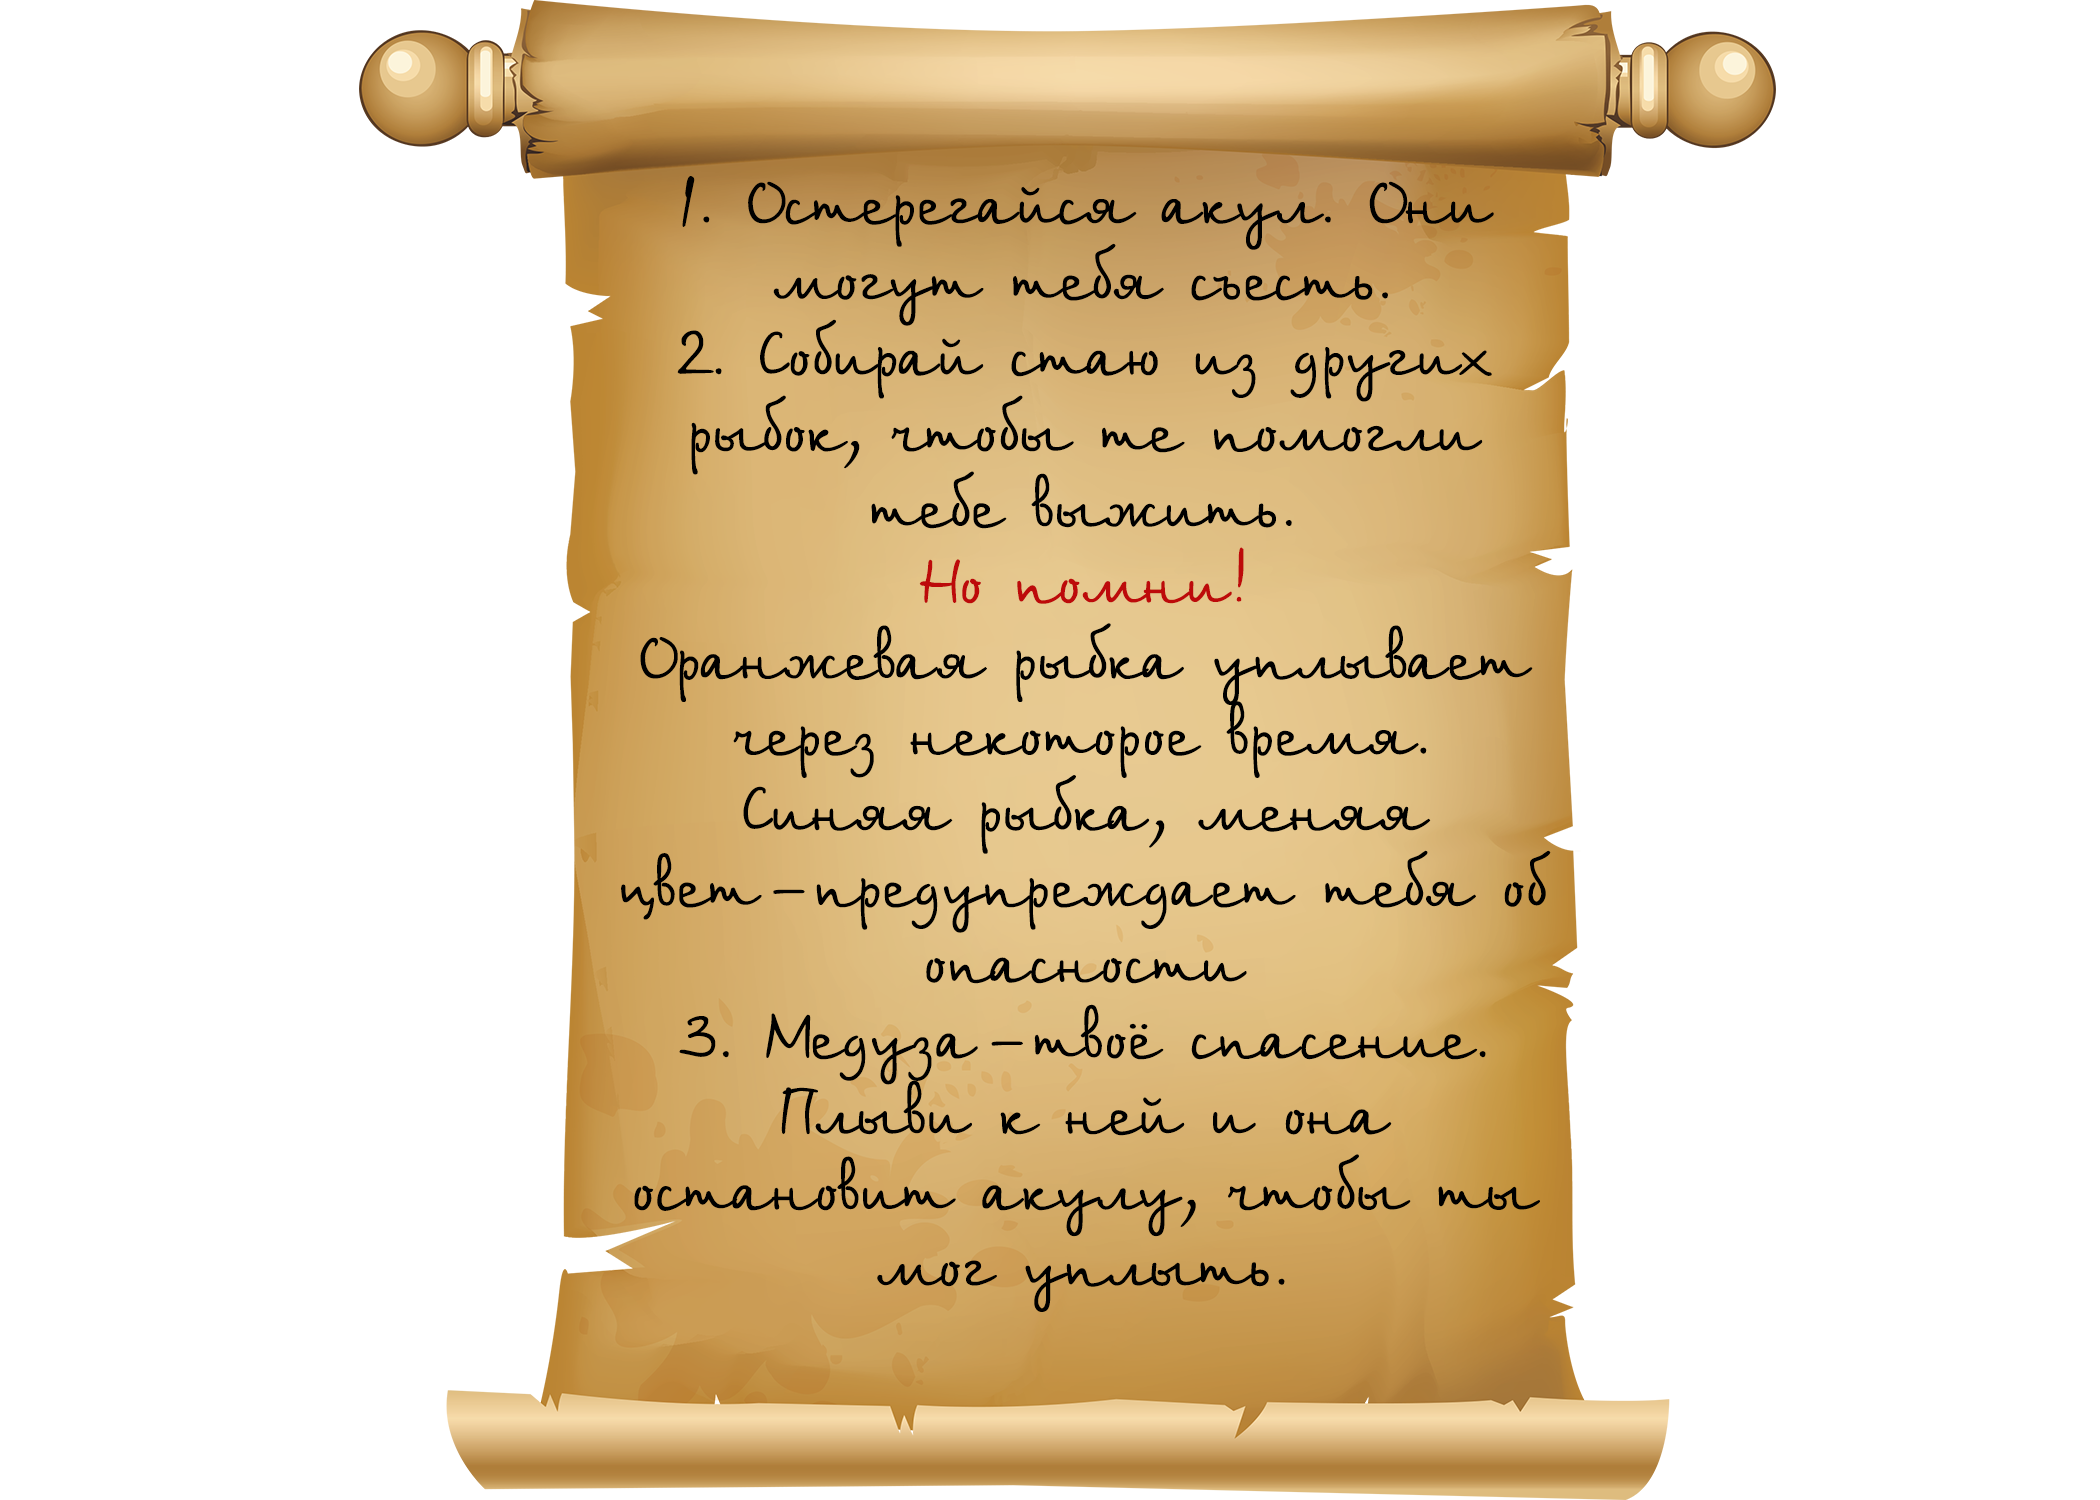 1. Остерегайся акул. Они
могут тебя съесть.
2. Собирай стаю из других
рыбок, чтобы те помогли
тебе выжить.
Но помни!
Оранжевая рыбка уплывает
через некоторое время.
Синяя рыбка, меняя
цвет–предупреждает тебя об
опасности
3. Медуза–твоё спасение.
Плыви к ней и она
остановит акулу, чтобы ты
мог уплыть.